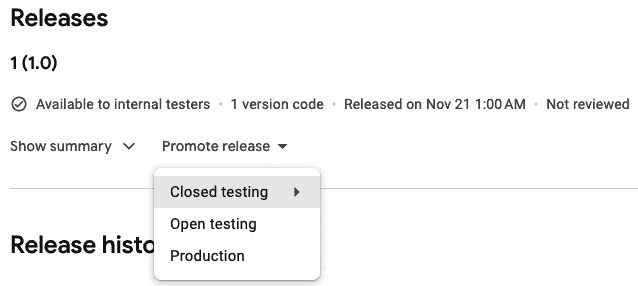 Releases
1 (1.0)
Available to internal testers • 1 version code • Released on Nov 21 1:00 AM • Not reviewed
Show summary Promote release
Closed testing
Open testing
Release histo
Production